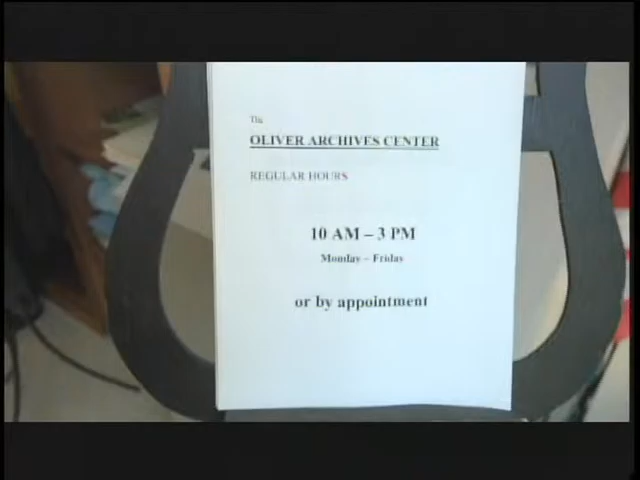 The
OLIVER ARCHIVES CENTER
REGULAR HOURS
10 AM – 3 PM
Monday – Friday
or by appointment